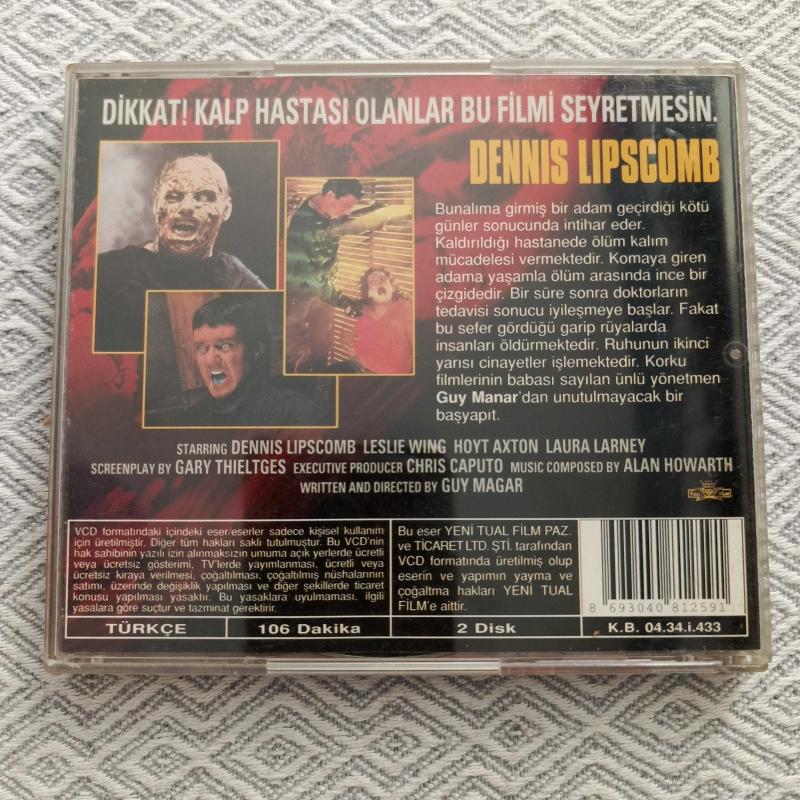 DİKKAT! KALP HASTASI OLANLAR BU FİLMİ SEYRETMESİN.
DENNIS LIPSCOMB
Bunalıma girmiş bir adam geçirdiği kötü
günler sonucunda intihar eder.
Kaldırıldığı hastanede ölüm kalım
mücadelesi vermektedir. Komaya giren
adama yaşamla ölüm arasında ince bir
çizgidedir. Bir süre sonra doktorların
tedavisi sonucu iyileşmeye başlar. Fakat
bu sefer gördüğü garip rüyalarda
insanları öldürmektedir. Ruhunun ikinci
yarısı cinayetler işlemektedir. Korku
filmlerinin babası sayılan ünlü yönetmen
Guy Manar'dan unutulmayacak bir
başyapıt.
STARRING DENNIS LIPSCOMB LESLIE WING HOYT AXTON LAURA LARNEY
SCREENPLAY BY GARY THIELTGES EXECUTIVE PRODUCER CHRIS CAPUTO MUSIC COMPOSED BY ALAN HOWARTH
WRITTEN AND DIRECTED BY GUY MAGAR
VCD formatındaki içindeki eser/eserler sadece kişisel kullanım
için üretilmiştir. Diğer tüm hakları saklı tutulmuştur. Bu VCD'nin
hak sahibinin yazılı izin alınmaksızın umuma açık yerlerde ücretli
veya ücretsiz gösterimi, TV'lerde yayımlanması, ücretli veya
ücretsiz kiraya verilmesi, çoğaltılması, çoğaltılmış nüshalarının
satımı, üzerinde değişiklik yapılması ve diğer şekillerde ticaret
konusu yapılması yasaktır. Bu yasaklara uyulmaması, ilgili
yasalara göre suçtur ve tazminat gerektirir.
Bu eser YENİ TUAL FİLM PAZ.
ve TİCARET LTD. ŞTİ. tarafından
VCD formatında üretilmiş olup
eserin ve yapımın yayma ve
çoğaltma hakları YENİ TUAL
FİLM'e aittir.
8 693040 812591
TÜRKÇE
106 Dakika
2 Disk
K.B. 04.34.i.433